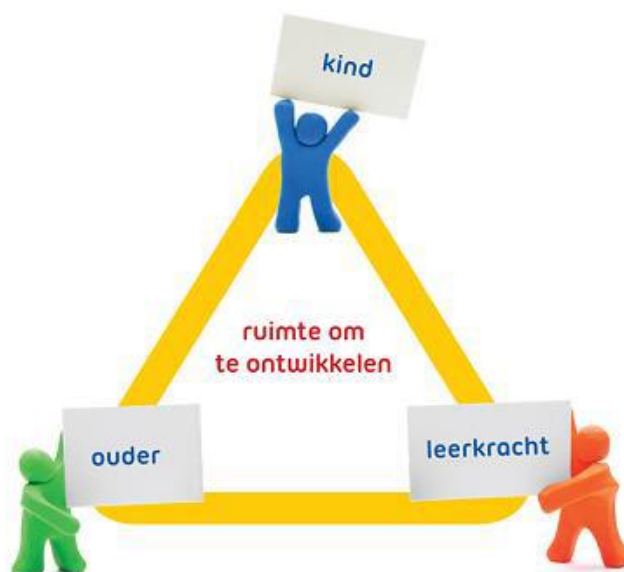 kind
ruimte om
te ontwikkelen
ouder
leerkracht